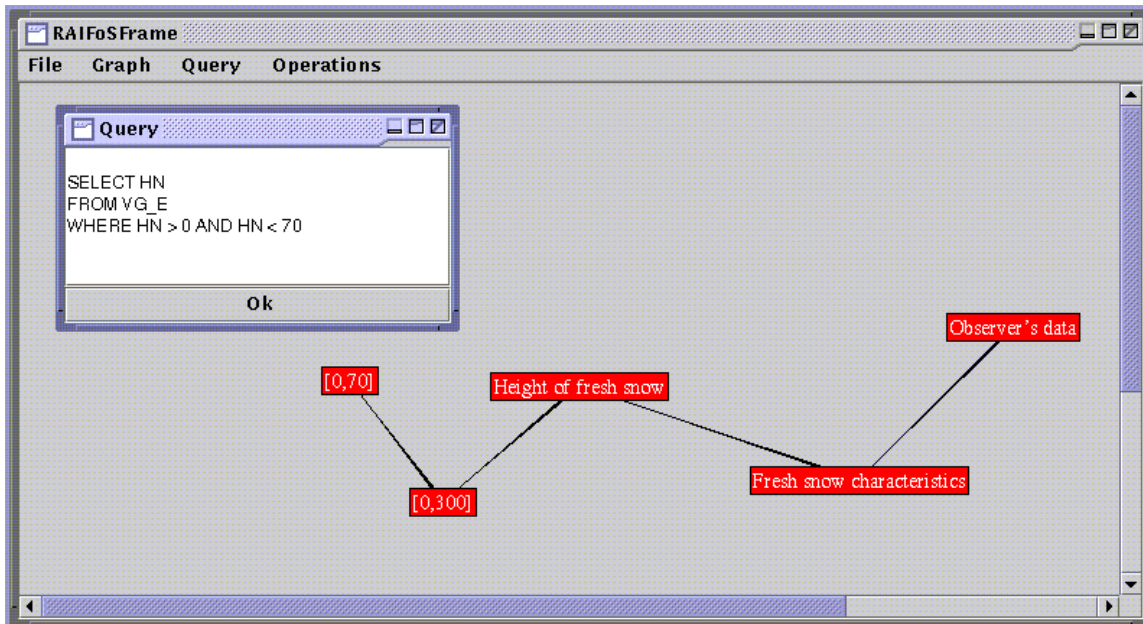 RAIFoSFrame
File Graph Query Operations
Query
SELECT HN
FROM VG_E
WHERE HN > 0 AND HN < 70
Ok
Observer's data
[0,70]
Height of fresh snow
Fresh snow characteristics
[0,300]